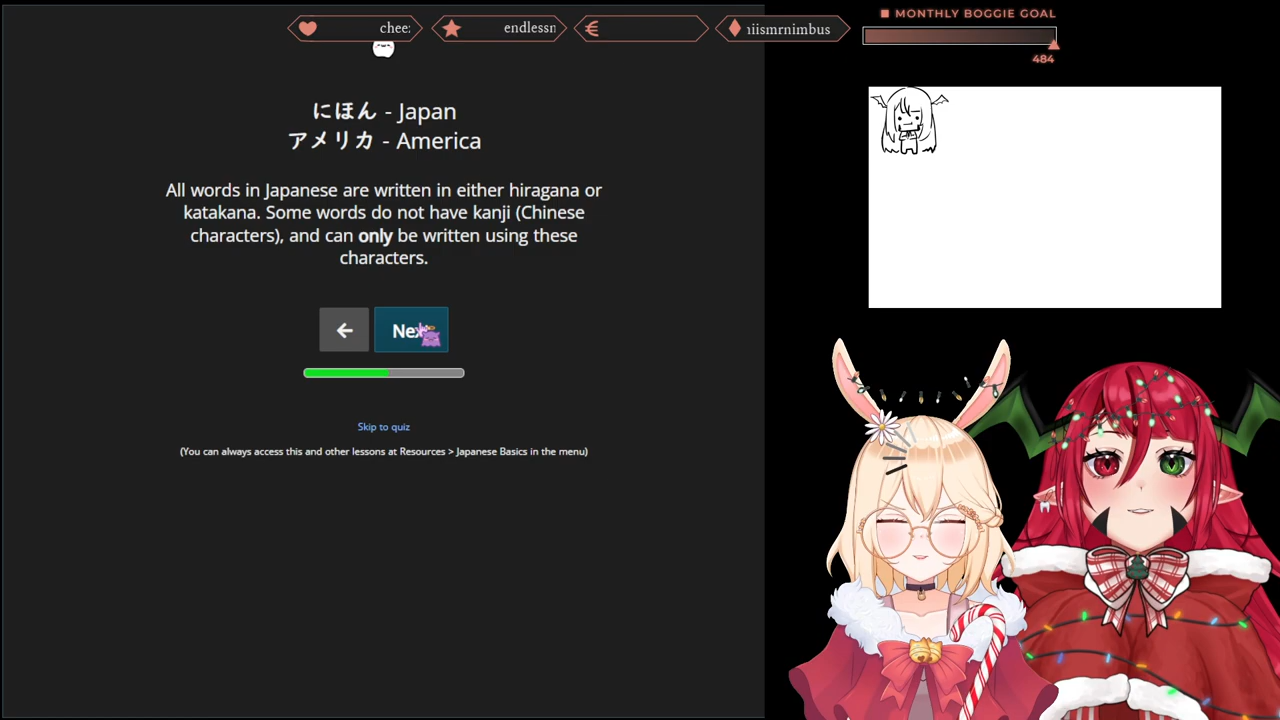 chee
endlessn
€
niismrnimbus
MONTHLY BOGGIE GOAL
484
にほん - Japan
アメリカ - America
All words in Japanese are written in either hiragana or
katakana. Some words do not have kanji (Chinese
characters), and can only be written using these
characters.
Next
Skip to quiz
(You can always access this and other lessons at Resources > Japanese Basics in the menu)